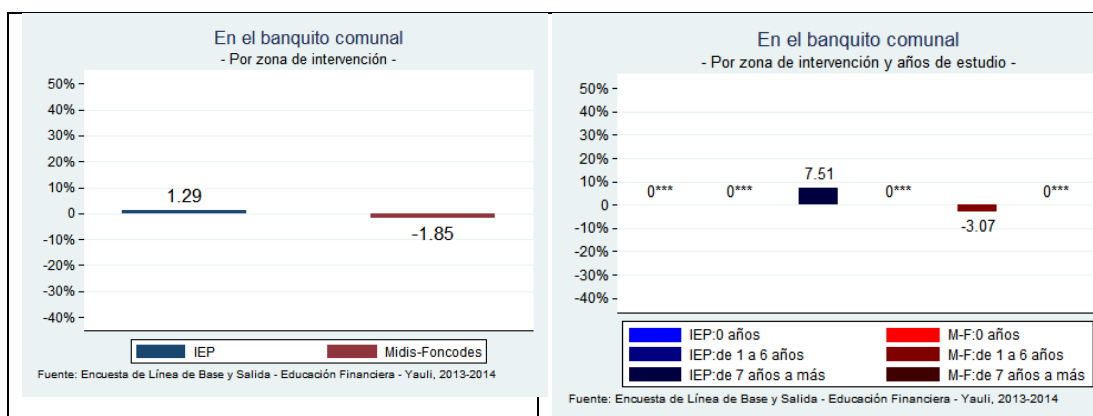 En el banquito comunal
- Por zona de intervención -
50%
40%
30%
20%
10%
0
-10%
-20%
-30%
-40%
1.29
-1.85
IEP
Midis-Foncodes
Fuente: Encuesta de Línea de Base y Salida - Educación Financiera - Yauli, 2013-2014
En el banquito comunal
- Por zona de intervención y años de estudio -
50%
40%
30%
20%
10%
0
-10%
-20%
-30%
-40%
0***
0***
7.51
0***
-3.07
0***
IEP:0 años
M-F:0 años
IEP:de 1 a 6 años
M-F:de 1 a 6 años
IEP:de 7 años a más
M-F:de 7 años a más
Fuente: Encuesta de Línea de Base y Salida - Educación Financiera - Yauli, 2013-2014